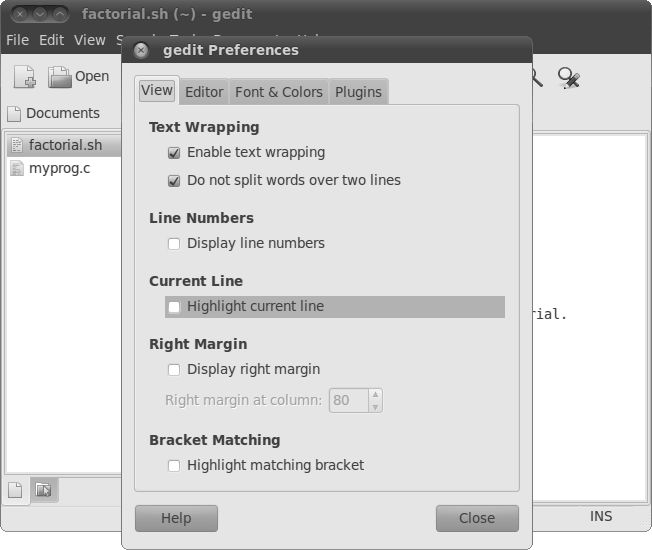 factorial.sh (~) - gedit
File Edit View
gedit Preferences
Open
View Editor Font & Colors Plugins
Documents
factorial.sh
myprog.c
Text Wrapping
Enable text wrapping
Do not split words over two lines
Line Numbers
Display line numbers
Current Line
Highlight current line
rial.
Right Margin
Display right margin
Right margin at column: 80
Bracket Matching
Highlight matching bracket
Help Close
INS